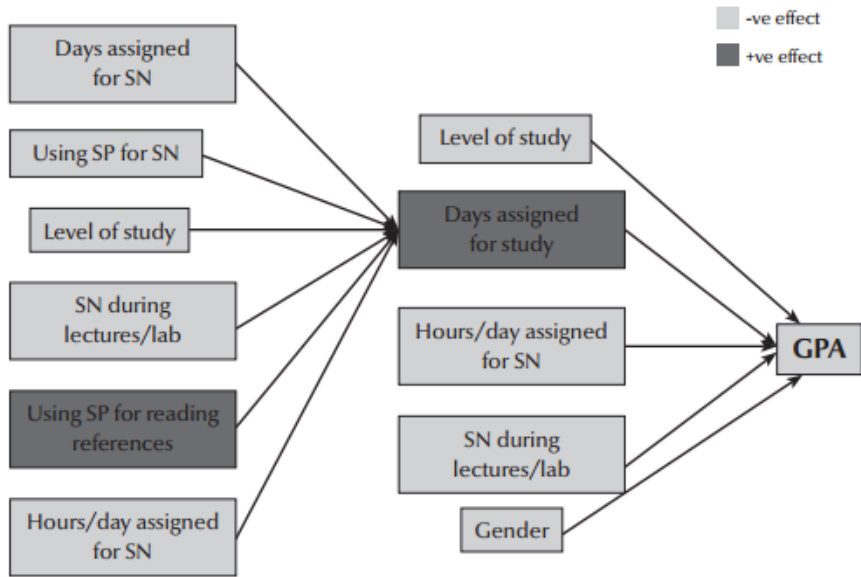 -ve effect
+ve effect
Days assigned
for SN
Using SP for SN
Level of study
SN during
lectures/lab
Using SP for reading
references
Hours/day assigned
for SN
Level of study
Days assigned
for study
Hours/day assigned
for SN
SN during
lectures/lab
Gender
GPA